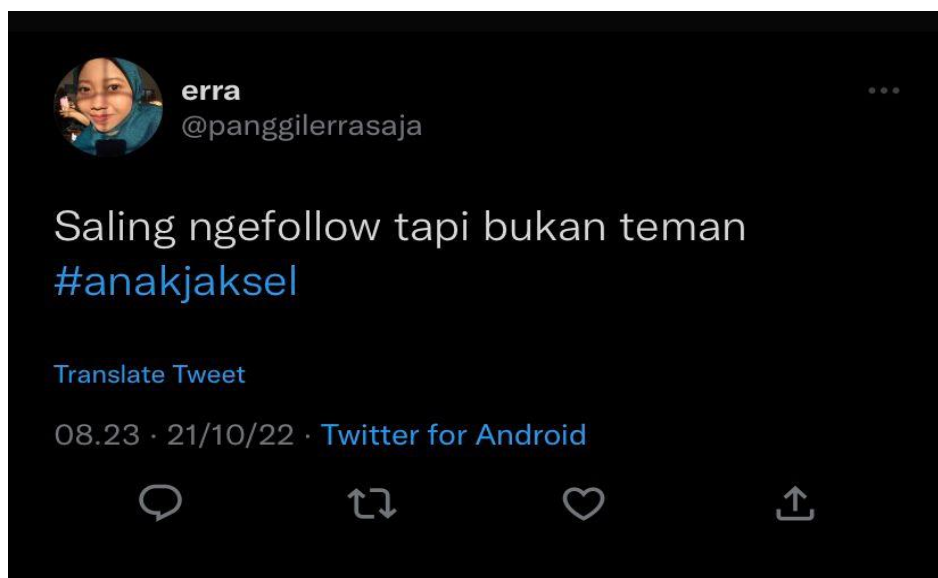 erra
@panggilerrasaja
Saling ngefollow tapi bukan teman
#anakjaksel
Translate Tweet
08.23 · 21/10/22 · Twitter for Android